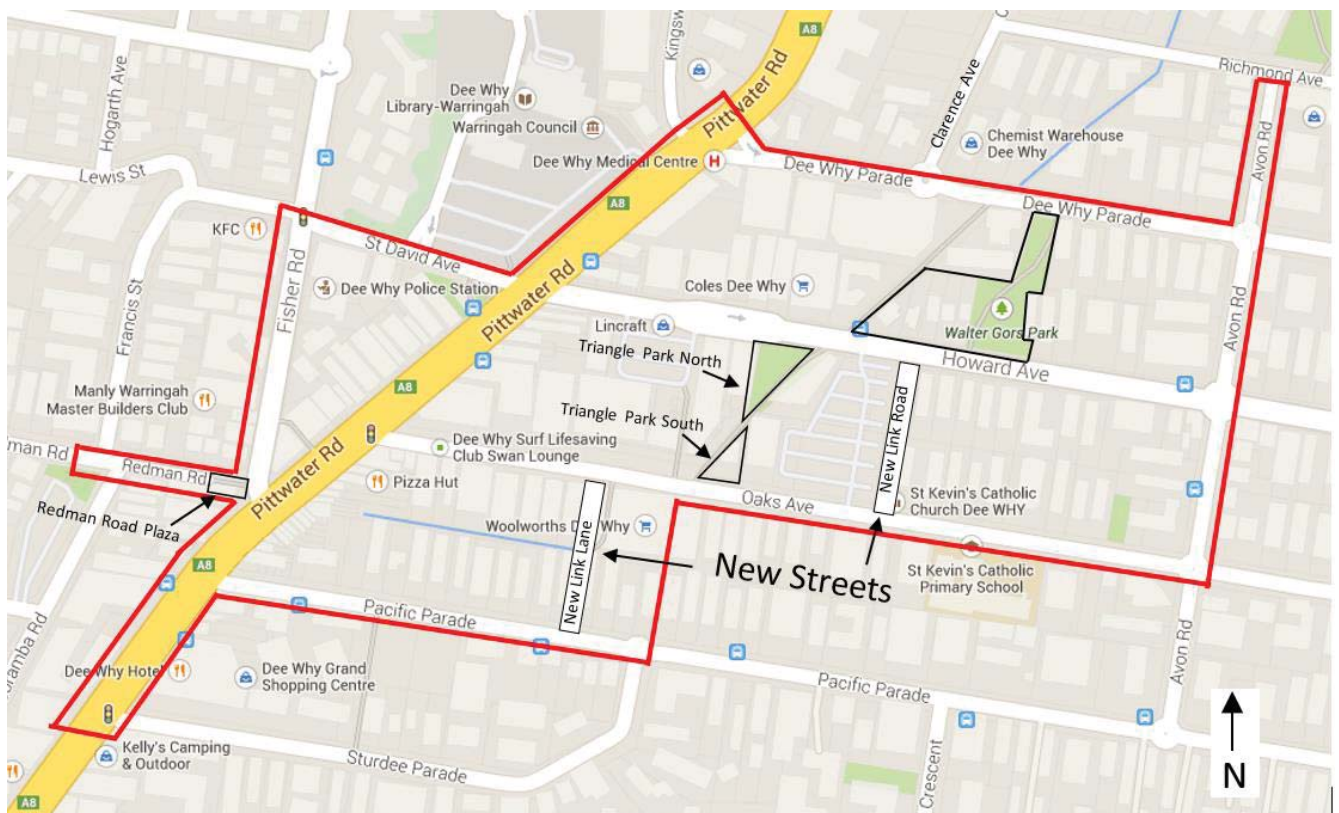 A8
Kingsw
C
Richmond Ave
Hogarth Ave
Dee Why
Library-Warringah
Warringah Council
Pittwater Rd
Clarence Ave
Chemist Warehouse
Dee Why
Avon Rd
Dee Why Medical Centre
H
Dee Why Parade
Lewis St
A8
Dee Why Parade
KFC
St David Ave
Fisher Rd
Dee Why Police Station
Pittwater Rd
Coles Dee Why
Francis St
Lincraft
Walter Gors Park
Avon Rd
Triangle Park North
Howard Ave
Manly Warringah
Master Builders Club
A8
Triangle Park South
New Link Road
Pittwater Rd
Dee Why Surf Lifesaving
Club Swan Lounge
man Rd
Redman Rd
Pizza Hut
Oaks Ave
St Kevin's Catholic
Church Dee WHY
Redman Road Plaza
Woolworths Dee Why
New Link Lane
New Streets
St Kevin's Catholic
Primary School
A8
Pacific Parade
oramba Rd
Dee Why Hotel
Dee Why Grand
Shopping Centre
Pacific Parade
Avon Rd
Kelly's Camping
& Outdoor
Sturdee Parade
Crescent
N
A8